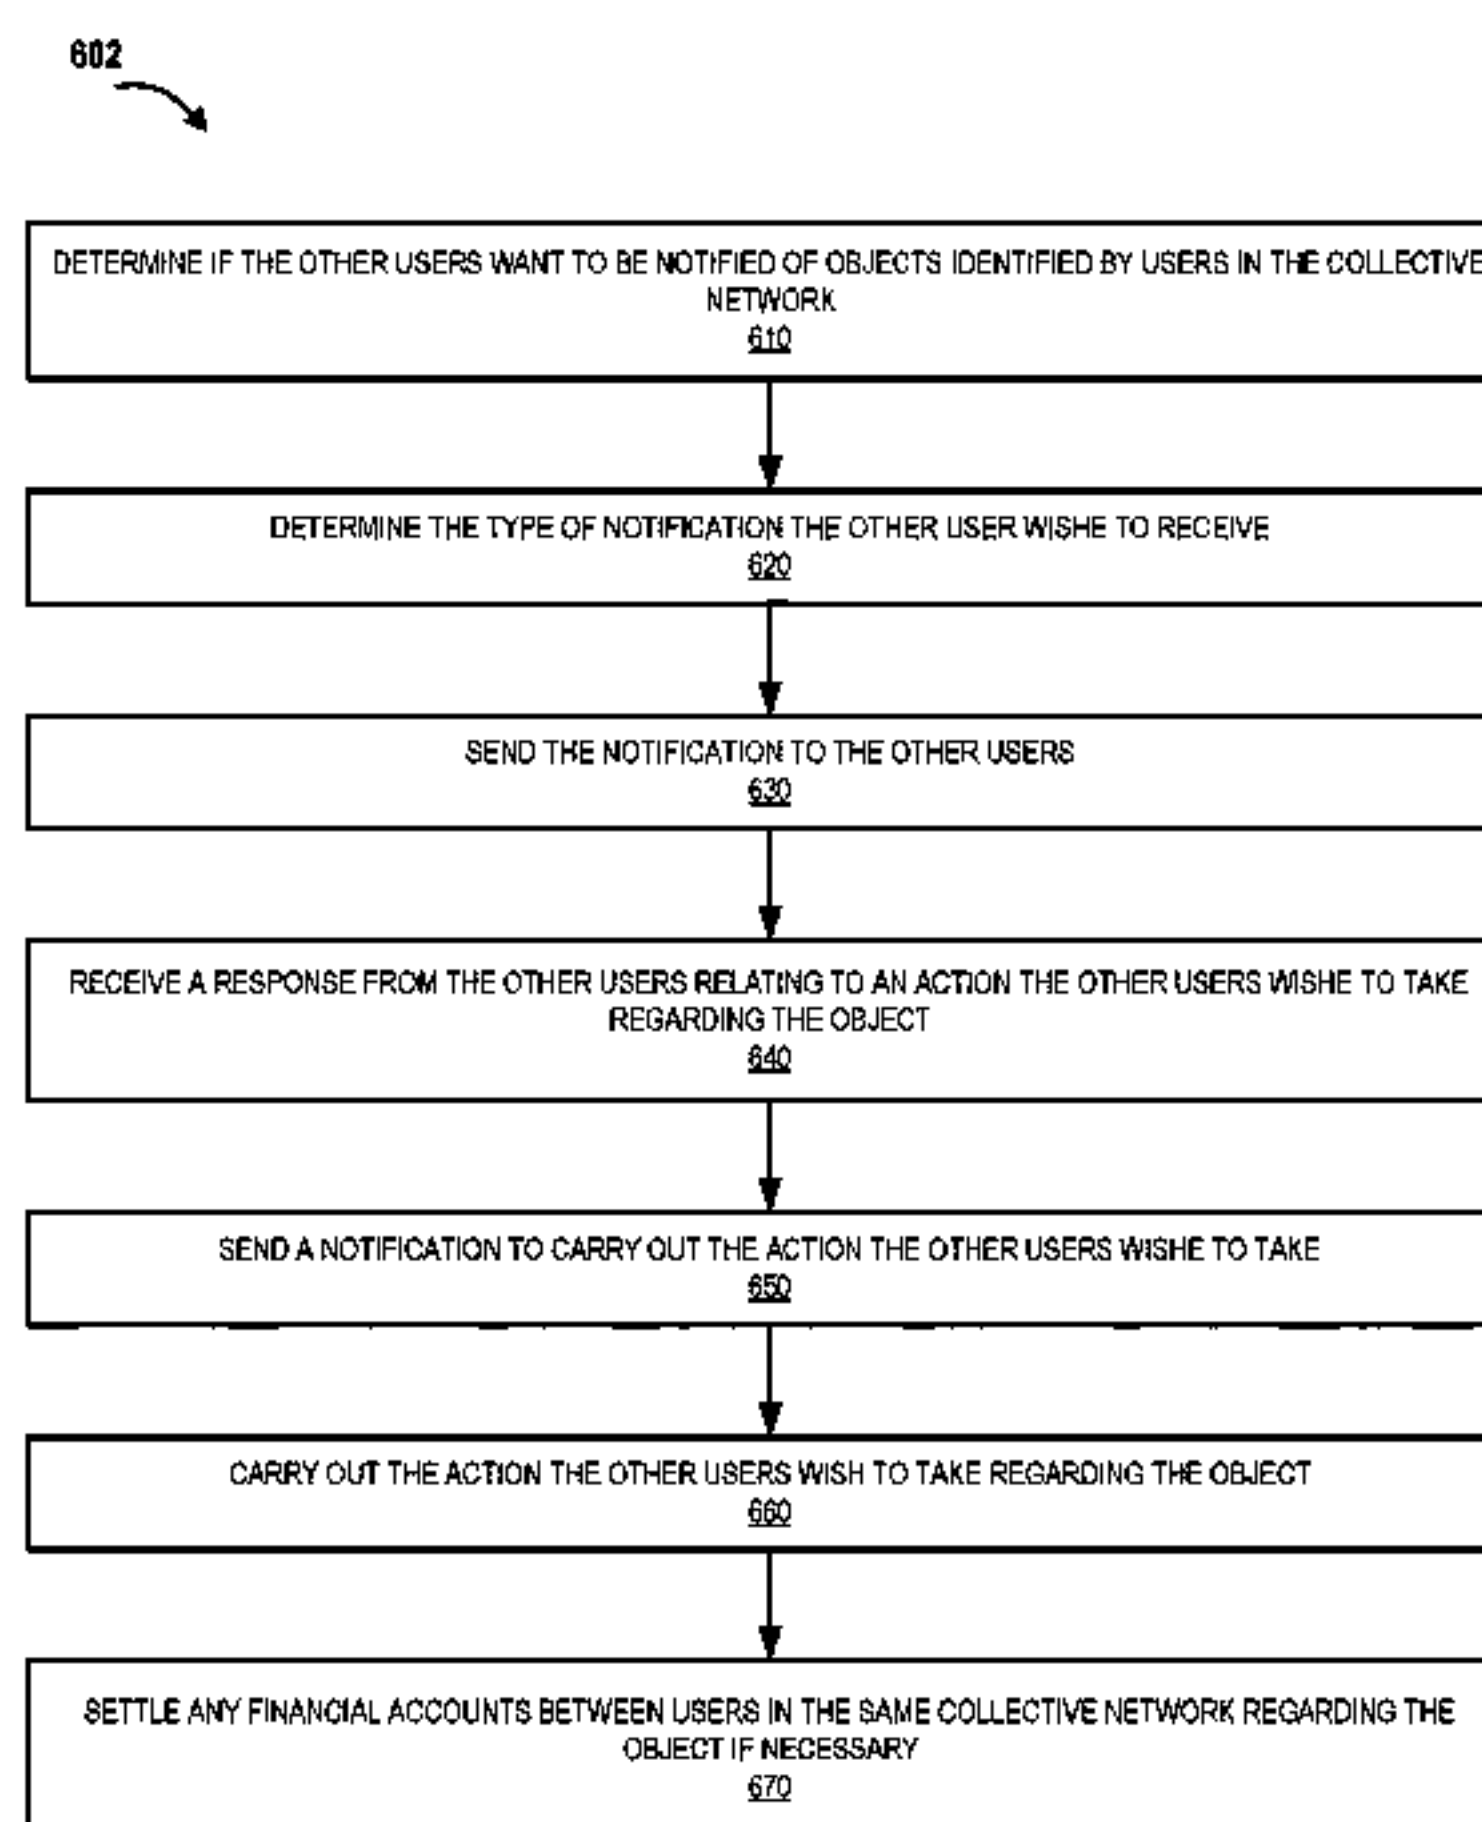 602
DETERMINE IF THE OTHER USERS WANT TO BE NOTIFIED OF OBJECTS IDENTIFIED BY USERS IN THE COLLECTIVE
NETWORK
610
DETERMINE THE TYPE OF NOTIFICATION THE OTHER USER WISHE TO RECEIVE
620
SEND THE NOTIFICATION TO THE OTHER USERS
630
RECEIVE A RESPONSE FROM THE OTHER USERS RELATING TO AN ACTION THE OTHER USERS WISHE TO TAKE
REGARDING THE OBJECT
640
SEND A NOTIFICATION TO CARRY OUT THE ACTION THE OTHER USERS WISHE TO TAKE
650
CARRY OUT THE ACTION THE OTHER USERS WISH TO TAKE REGARDING THE OBJECT
660
SETTLE ANY FINANCIAL ACCOUNTS BETWEEN USERS IN THE SAME COLLECTIVE NETWORK REGARDING THE
OBJECT IF NECESSARY
670